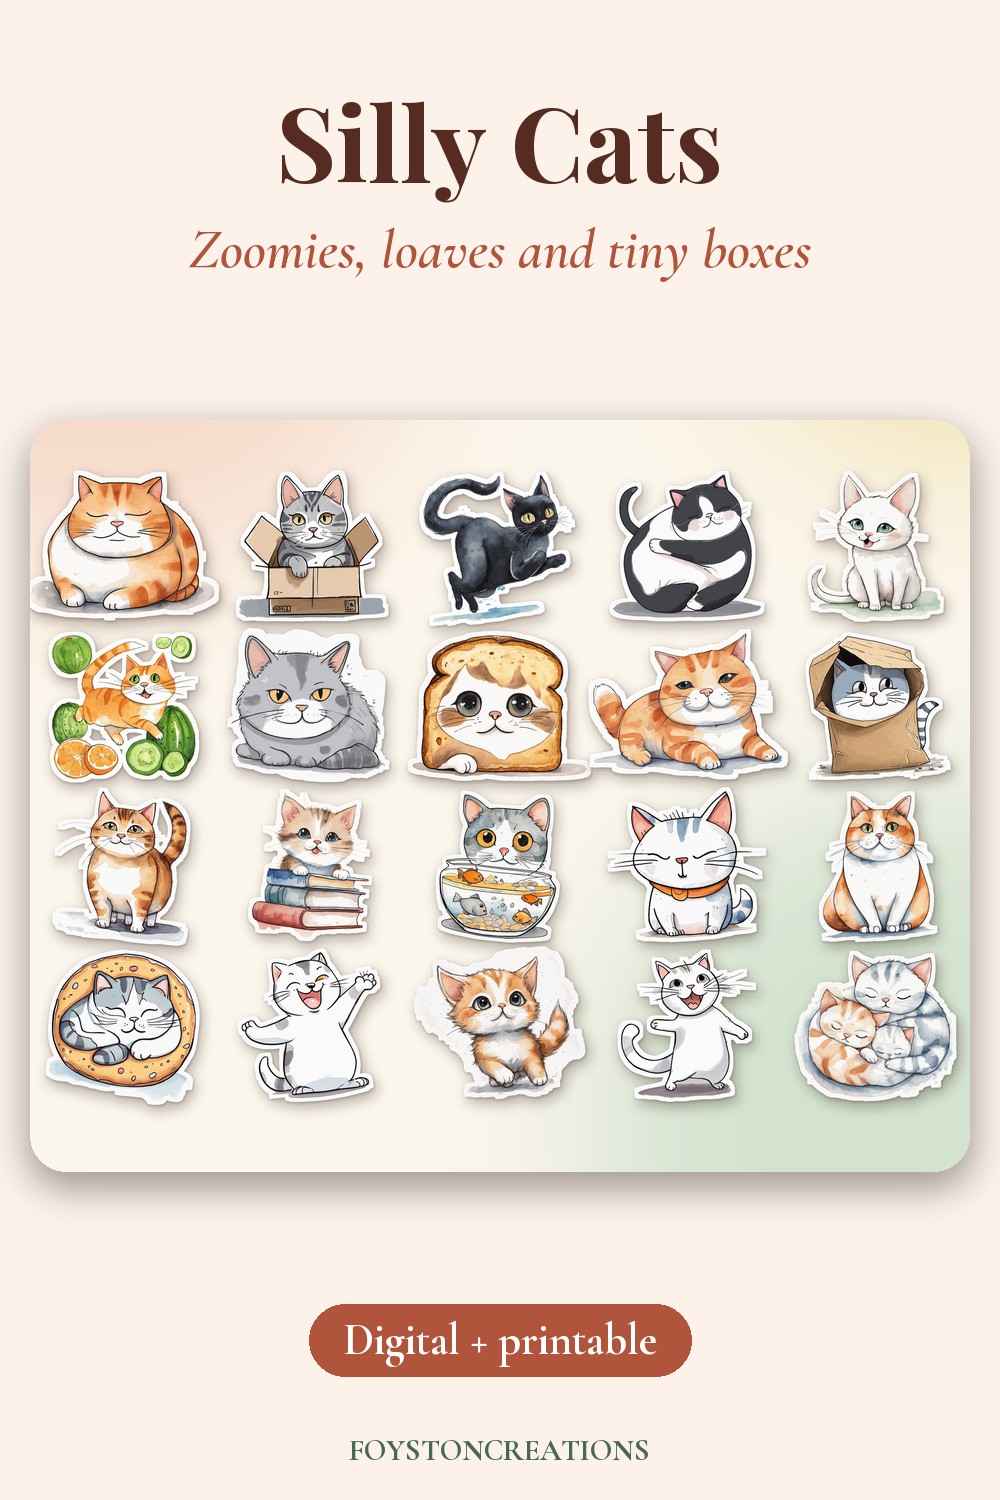 Silly Cats
Zoomies, loaves and tiny boxes
Digital + printable
FOYSTONCREATIONS